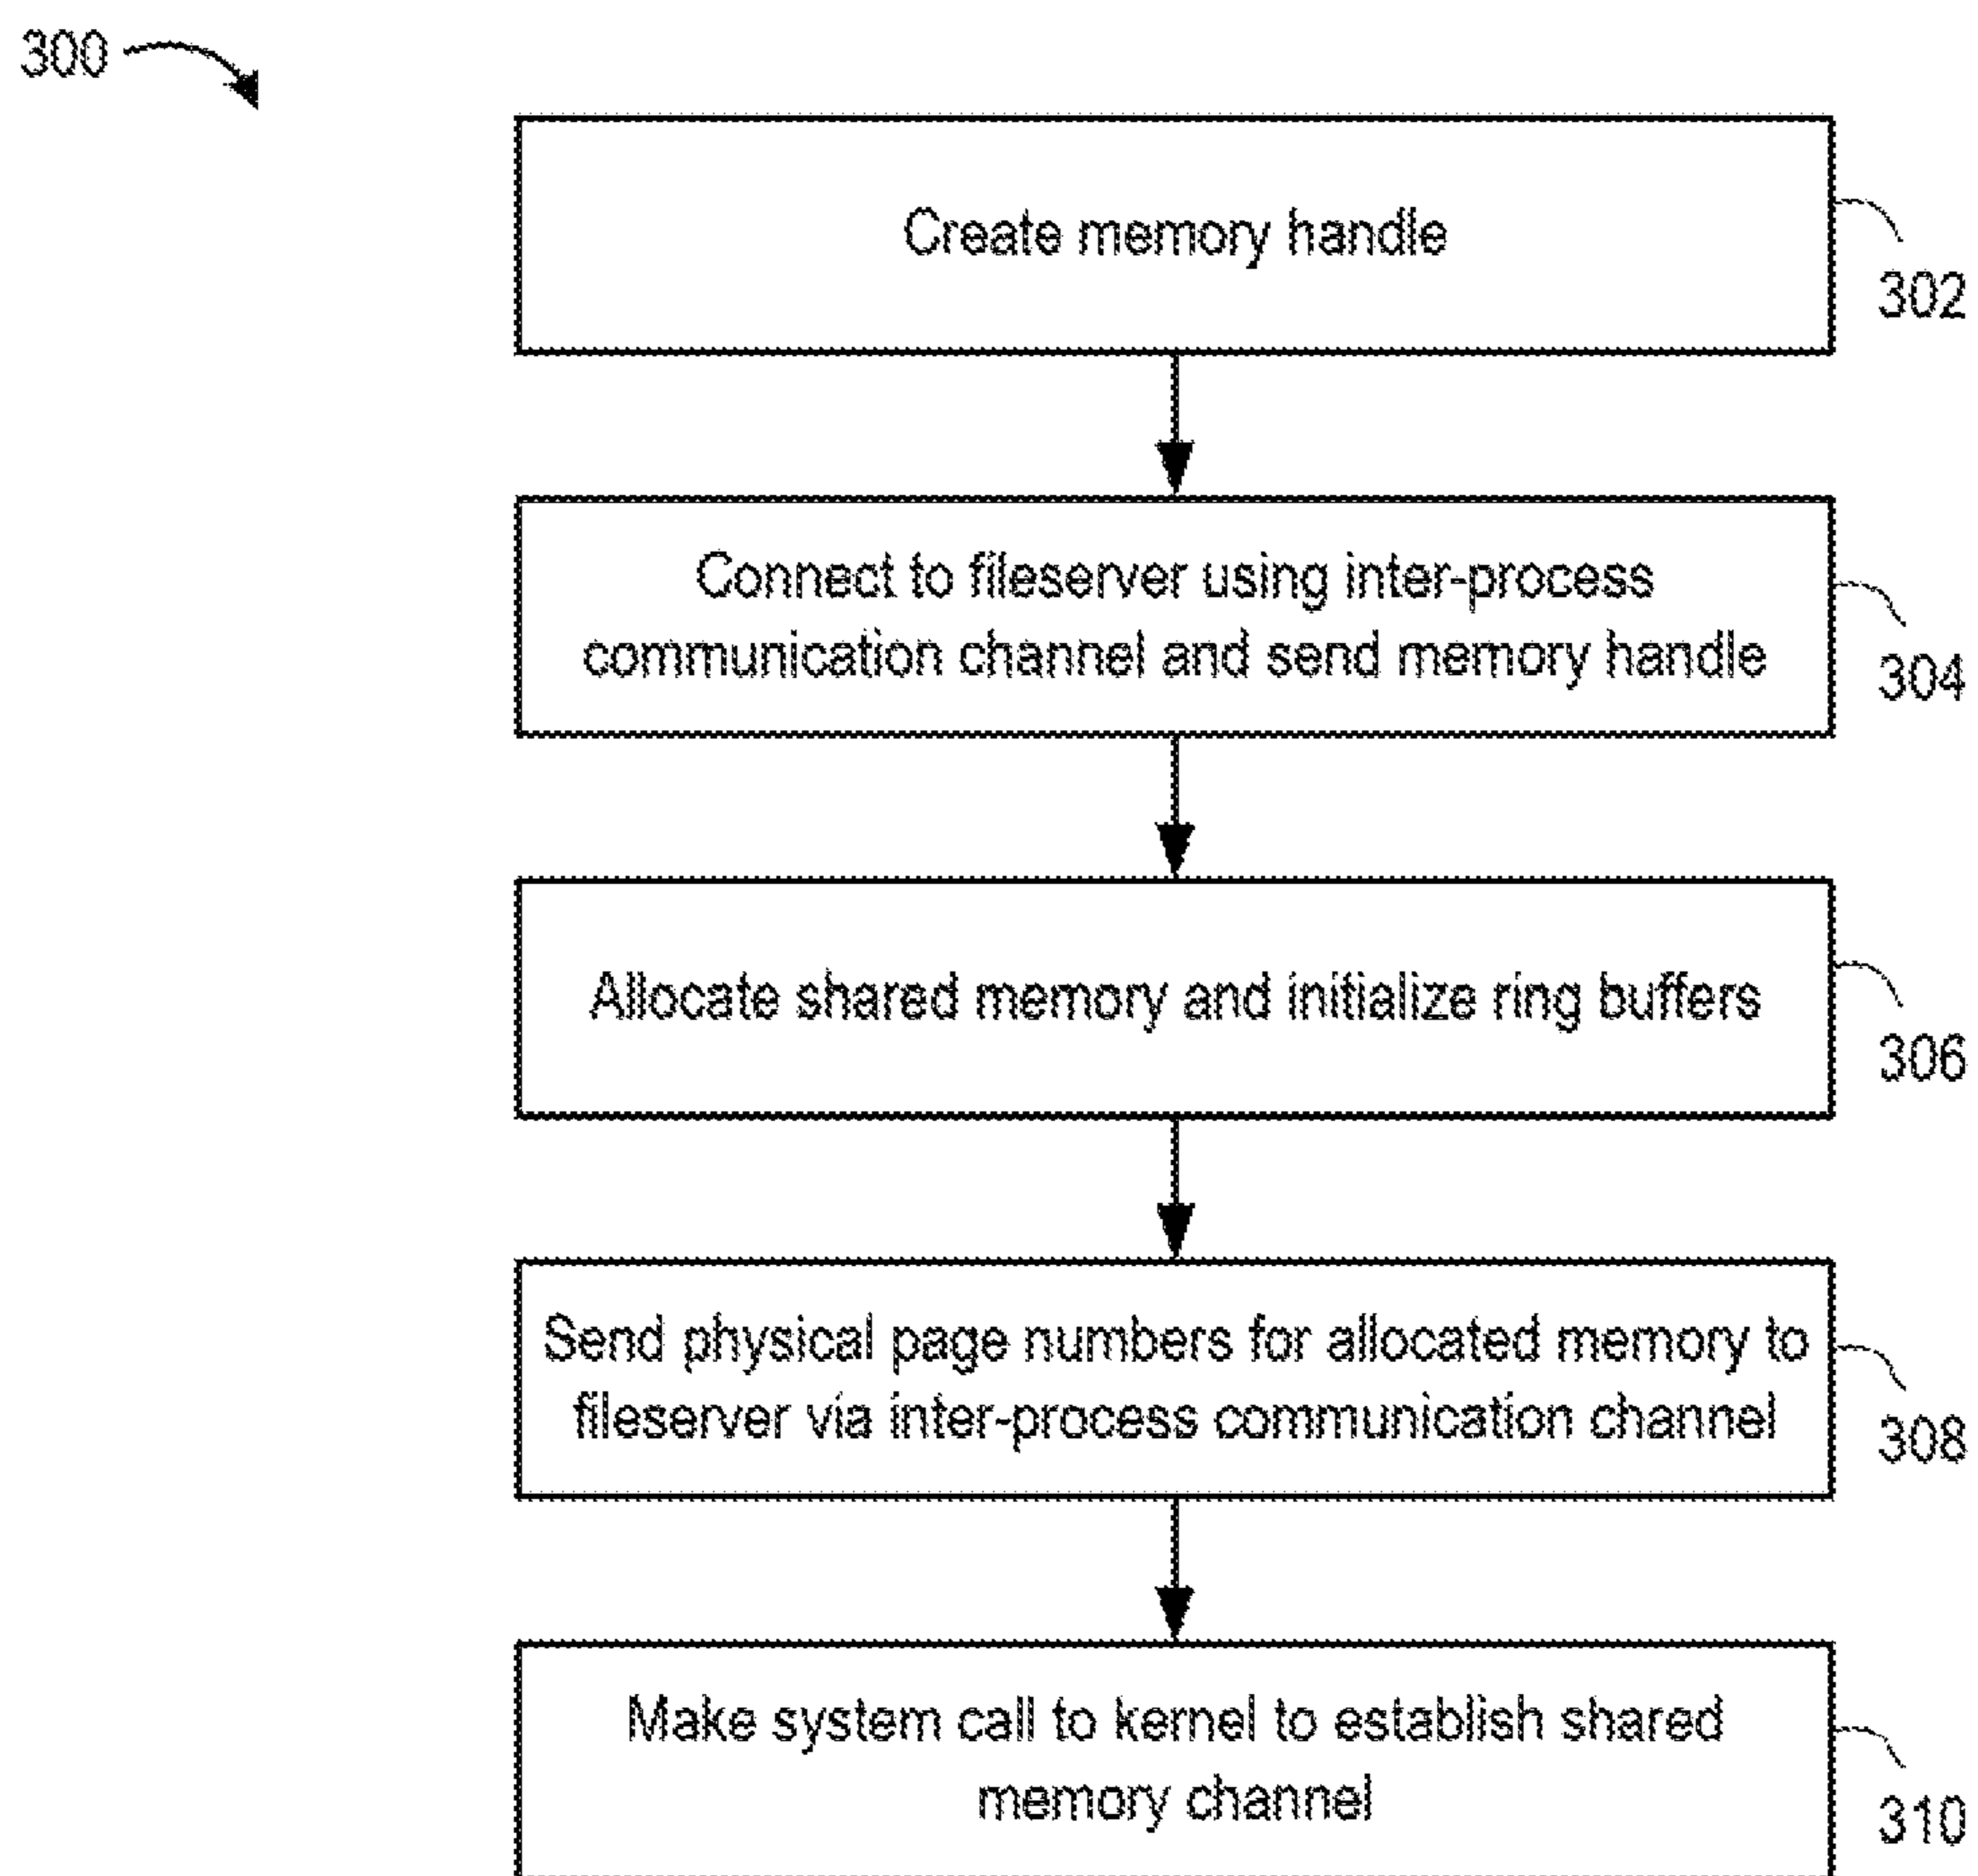 300
Create memory handle
302
Connect to fileserver using inter-process
communication channel and send memory handle
304
Allocate shared memory and initialize ring buffers
306
Send physical page numbers for allocated memory to
fileserver via inter-process communication channel
308
Make system call to kernel to establish shared
memory channel
310